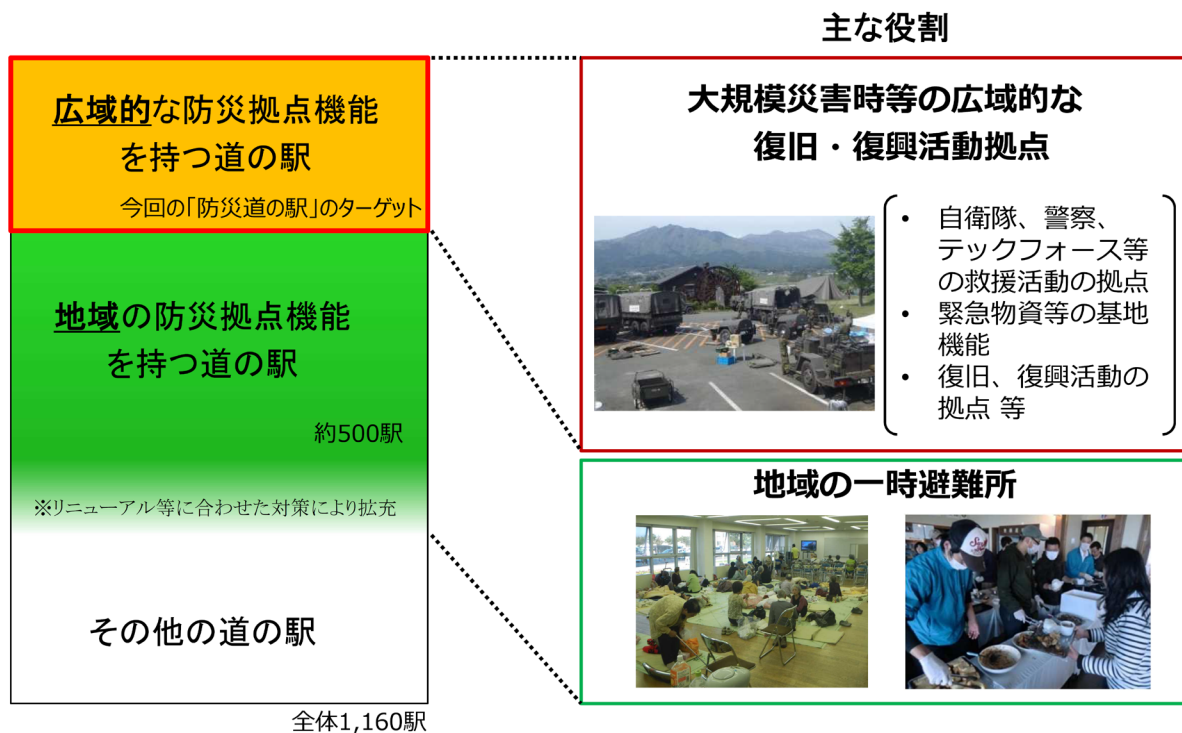 主な役割
広域的な防災拠点機能
を持つ道の駅
今回の「防災道の駅」のターゲット
地域の防災拠点機能
を持つ道の駅
約500駅
※リニューアル等に合わせた対策により拡充
その他の道の駅
全体1,160駅
大規模災害時等の広域的な
復旧・復興活動拠点
• 自衛隊、警察、
テックフォース等
の救援活動の拠点
• 緊急物資等の基地
機能
• 復旧、復興活動の
拠点 等
地域の一時避難所